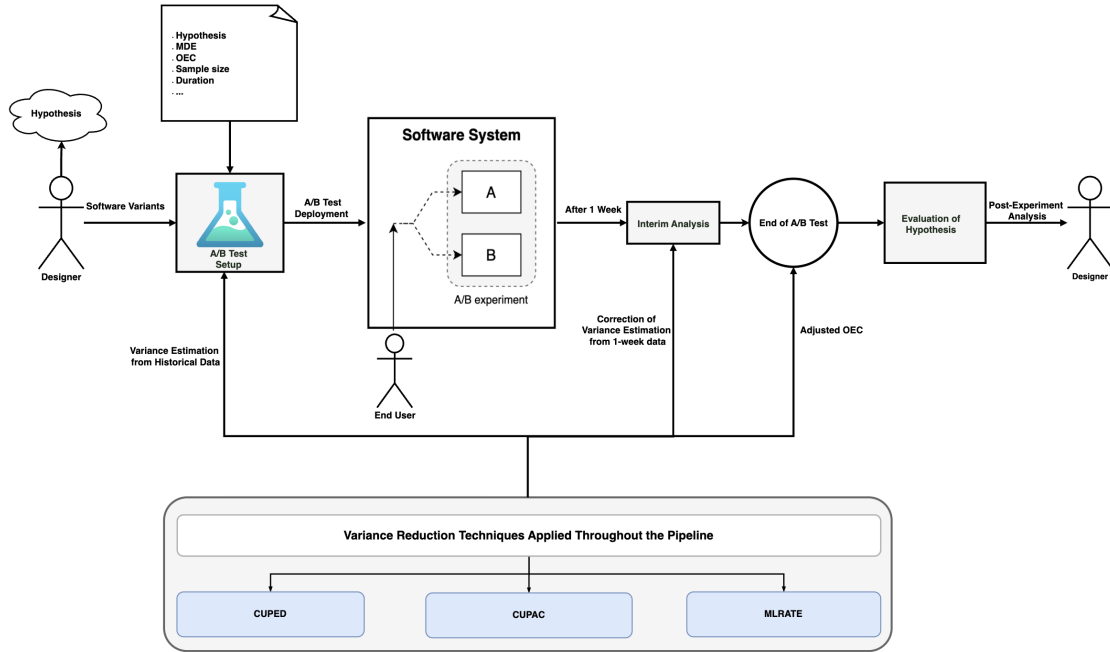 . Hypothesis
. MDE
. OEC
. Sample size
. Duration
. ...
Hypothesis
Designer
Software Variants
A/B Test
Setup
A/B Test
Deployment
Software System
A
B
A/B experiment
End User
After 1 Week
Interim Analysis
End of A/B Test
Evaluation of
Hypothesis
Post-Experiment
Analysis
Designer
Variance Estimation
from Historical Data
Correction of
Variance Estimation
from 1-week data
Adjusted OEC
Variance Reduction Techniques Applied Throughout the Pipeline
CUPED
CUPAC
MLRATE